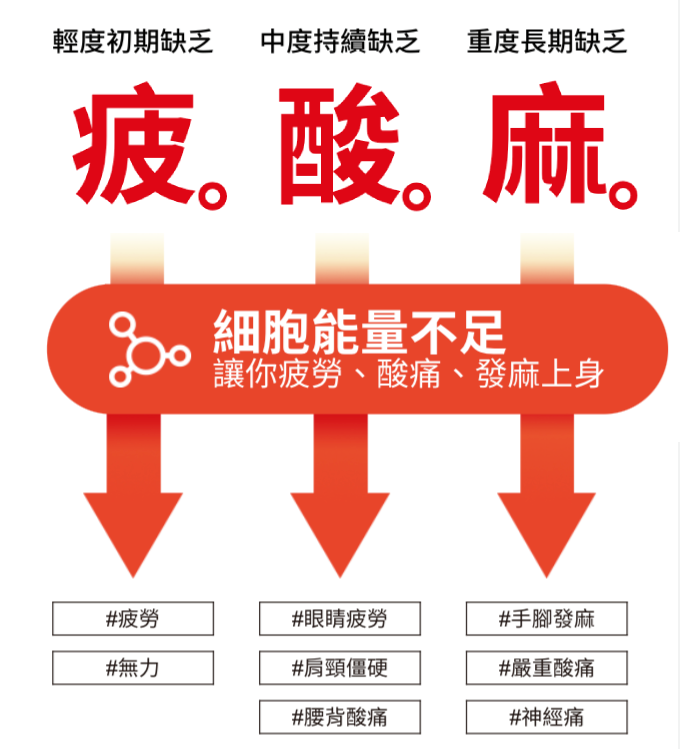 輕度初期缺乏
中度持續缺乏
重度長期缺乏
疲。
酸。
麻。
細胞能量不足
讓你疲勞、酸痛、發麻上身
#疲勞
#無力
#眼睛疲勞
#肩頸僵硬
#腰背酸痛
#手腳發麻
#嚴重酸痛
#神經痛